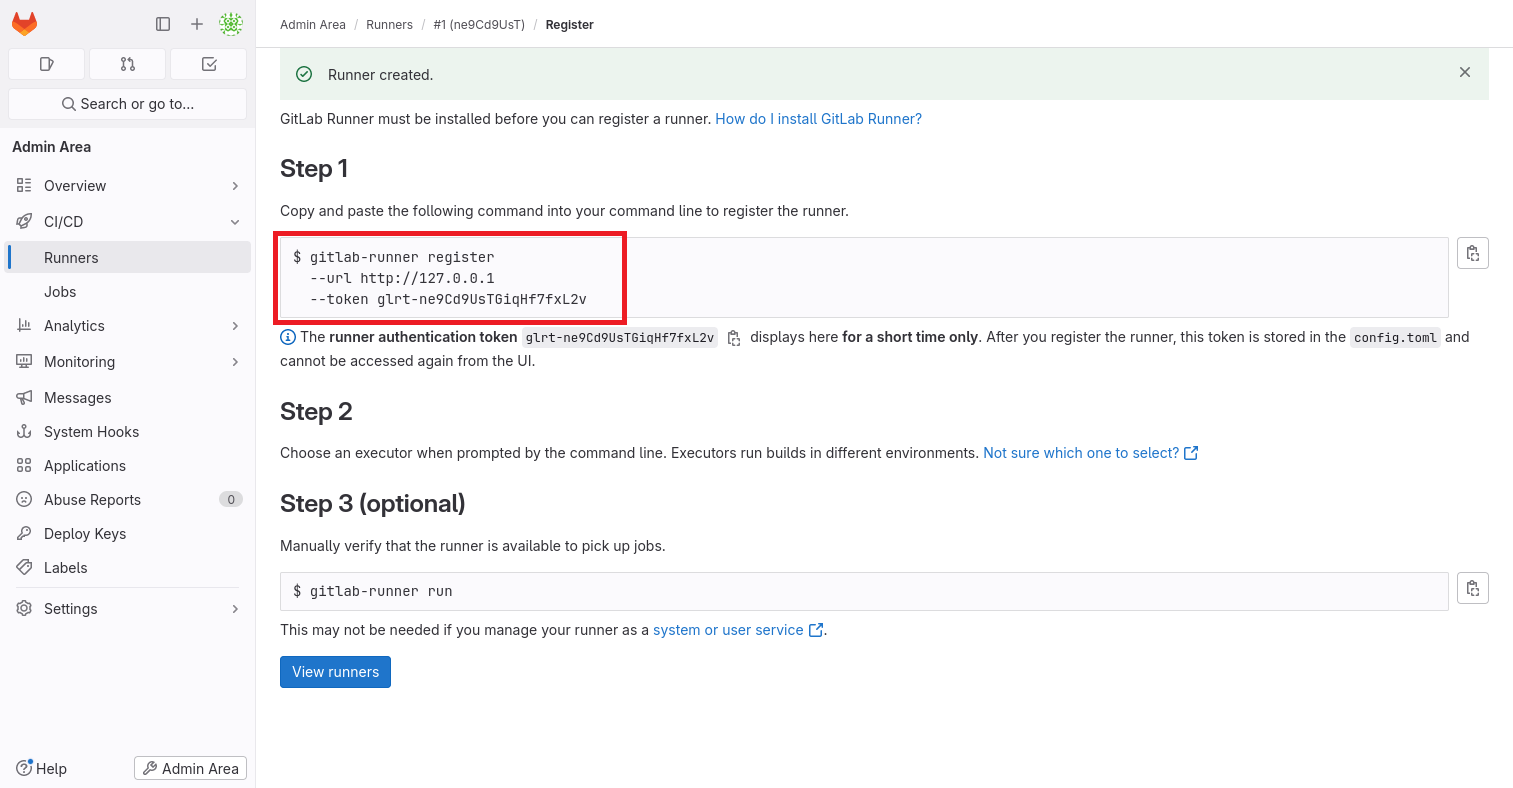 Admin Area / Runners / #1 (ne9Cd9UsT) / Register
Search or go to...
Admin Area
Overview
CI/CD
Runners
Jobs
Analytics
Monitoring
Messages
System Hooks
Applications
Abuse Reports 0
Deploy Keys
Labels
Settings
Help
Admin Area
Runner created.
GitLab Runner must be installed before you can register a runner. How do I install GitLab Runner?
Step 1
Copy and paste the following command into your command line to register the runner.
$ gitlab-runner register
--url http://127.0.0.1
--token glrt-ne9Cd9UsTGiqHf7fxL2v
The runner authentication token glrt-ne9Cd9UsTGiqHf7fxL2v displays here for a short time only. After you register the runner, this token is stored in the config.toml and
cannot be accessed again from the UI.
Step 2
Choose an executor when prompted by the command line. Executors run builds in different environments. Not sure which one to select?
Step 3 (optional)
Manually verify that the runner is available to pick up jobs.
$ gitlab-runner run
This may not be needed if you manage your runner as a system or user service.
View runners